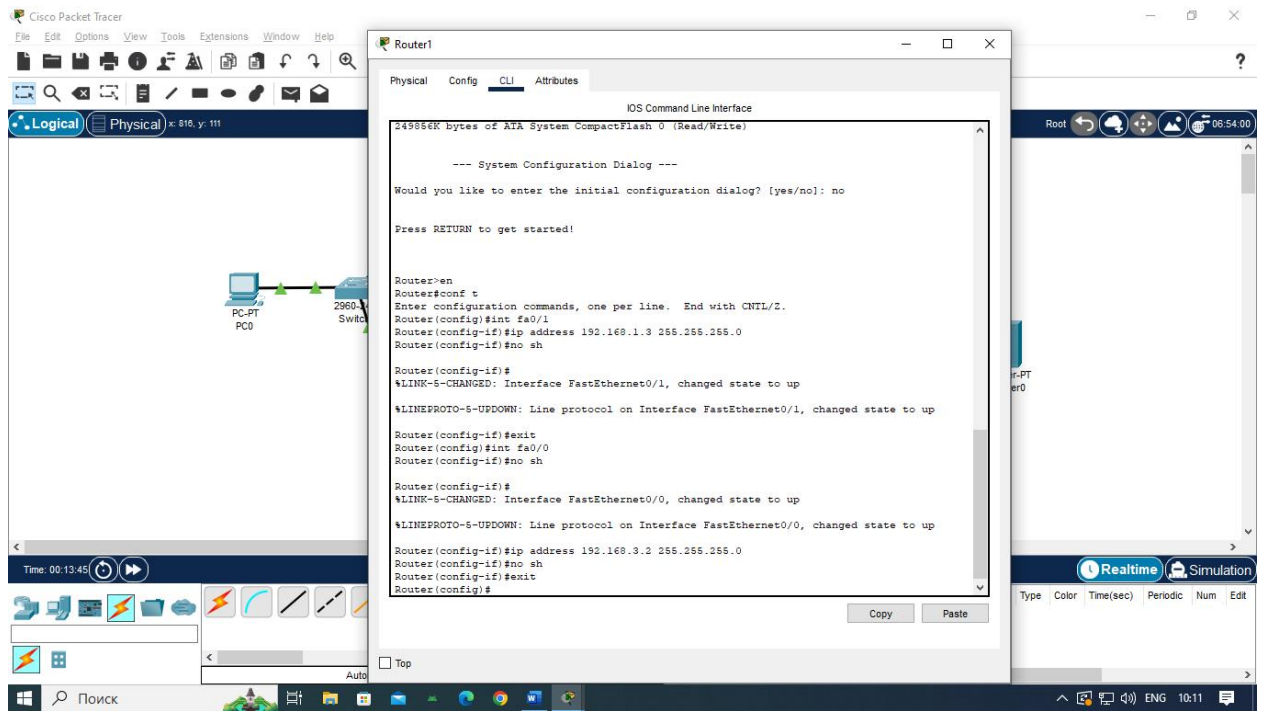 Cisco Packet Tracer
File Edit Options View Tools Extensions Window Help
?
Logical Physical x: 816, y: 111
Root 06:54:00
PC-PT
PC0
2960-
Switc
r-PT
er0
Router1
Physical Config CLI Attributes
IOS Command Line Interface
249856K bytes of ATA System CompactFlash 0 (Read/Write)
--- System Configuration Dialog ---
Would you like to enter the initial configuration dialog? [yes/no]: no
Press RETURN to get started!
Router>en
Router#conf t
Enter configuration commands, one per line. End with CNTL/Z.
Router(config)#int fa0/1
Router(config-if)#ip address 192.168.1.3 255.255.255.0
Router(config-if)#no sh
Router(config-if)#
%LINK-5-CHANGED: Interface FastEthernet0/1, changed state to up
%LINEPROTO-5-UPDOWN: Line protocol on Interface FastEthernet0/1, changed state to up
Router(config-if)#exit
Router(config)#int fa0/0
Router(config-if)#no sh
Router(config-if)#
%LINK-5-CHANGED: Interface FastEthernet0/0, changed state to up
%LINEPROTO-5-UPDOWN: Line protocol on Interface FastEthernet0/0, changed state to up
Router(config-if)#ip address 192.168.3.2 255.255.255.0
Router(config-if)#no sh
Router(config-if)#exit
Router(config)#
Copy Paste
Top
Time: 00:13:45
Realtime Simulation
Type Color Time(sec) Periodic Num Edit
Auto
Поиск
ENG 10:11